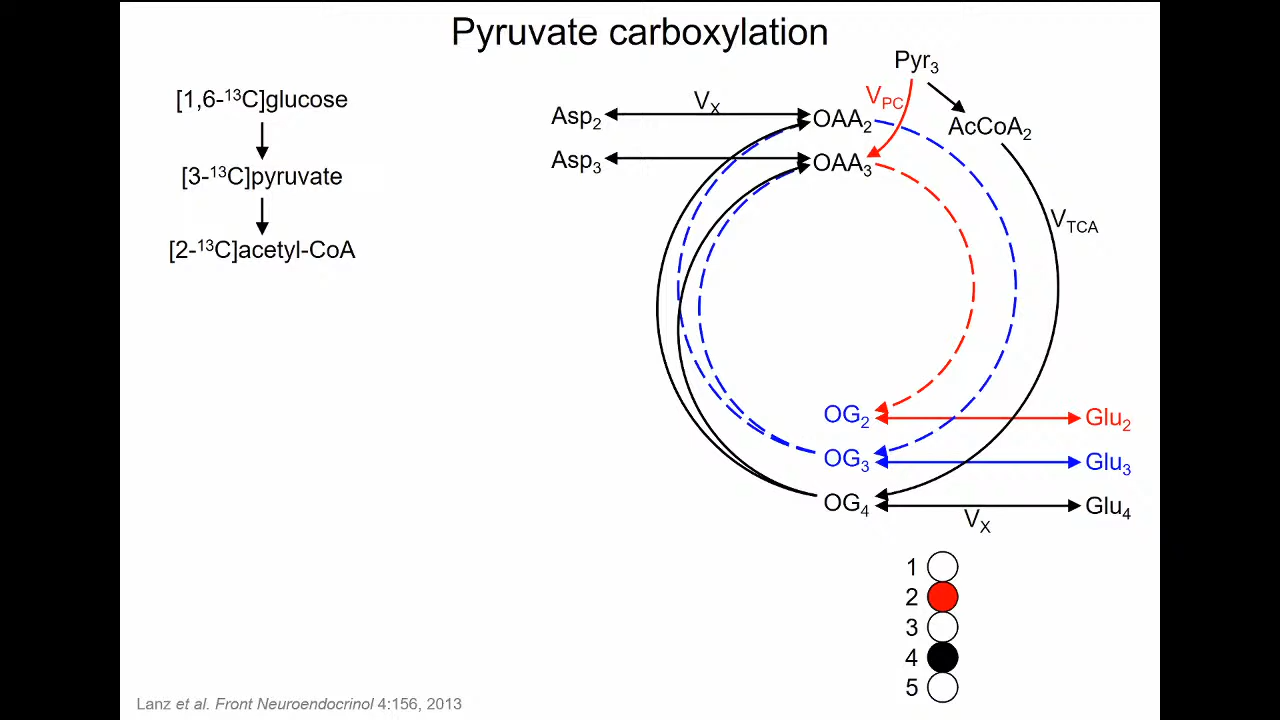 Pyruvate carboxylation
[1,6-¹³C]glucose
[3-¹³C]pyruvate
[2-¹³C]acetyl-CoA
Pyr₃
V_PC
AcCoA₂
V_X
Asp₂
OAA₂
Asp₃
OAA₃
V_TCA
OG₂
Glu₂
OG₃
Glu₃
OG₄
Glu₄
V_X
1
2
3
4
5
Lanz et al. Front Neuroendocrinol 4:156, 2013